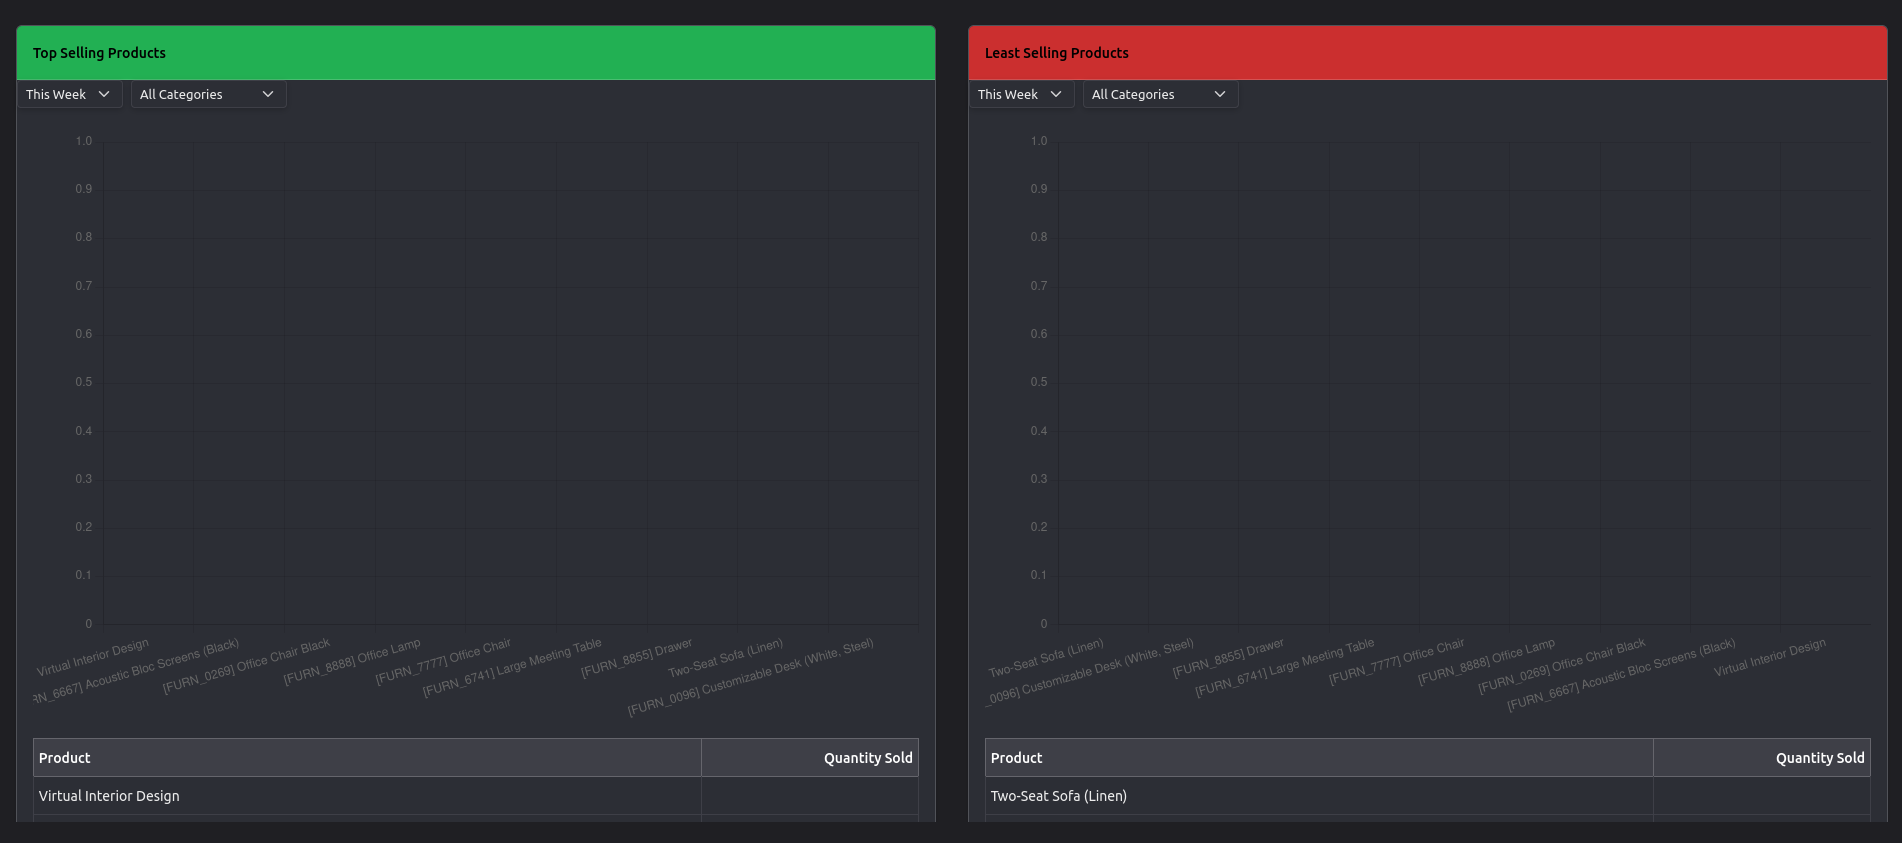 Top Selling Products
This Week
All Categories
1.0
0.9
0.8
0.7
0.6
0.5
0.4
0.3
0.2
0.1
0
Virtual Interior Design
RN_6667] Acoustic Bloc Screens (Black)
[FURN_0269] Office Chair Black
[FURN_8888] Office Lamp
[FURN_7777] Office Chair
[FURN_6741] Large Meeting Table
[FURN_8855] Drawer
Two-Seat Sofa (Linen)
[FURN_0096] Customizable Desk (White, Steel)
Product
Quantity Sold
Virtual Interior Design
Least Selling Products
This Week
All Categories
1.0
0.9
0.8
0.7
0.6
0.5
0.4
0.3
0.2
0.1
0
Two-Seat Sofa (Linen)
_0096] Customizable Desk (White, Steel)
[FURN_8855] Drawer
[FURN_6741] Large Meeting Table
[FURN_7777] Office Chair
[FURN_8888] Office Lamp
[FURN_0269] Office Chair Black
[FURN_6667] Acoustic Bloc Screens (Black)
Virtual Interior Design
Product
Quantity Sold
Two-Seat Sofa (Linen)